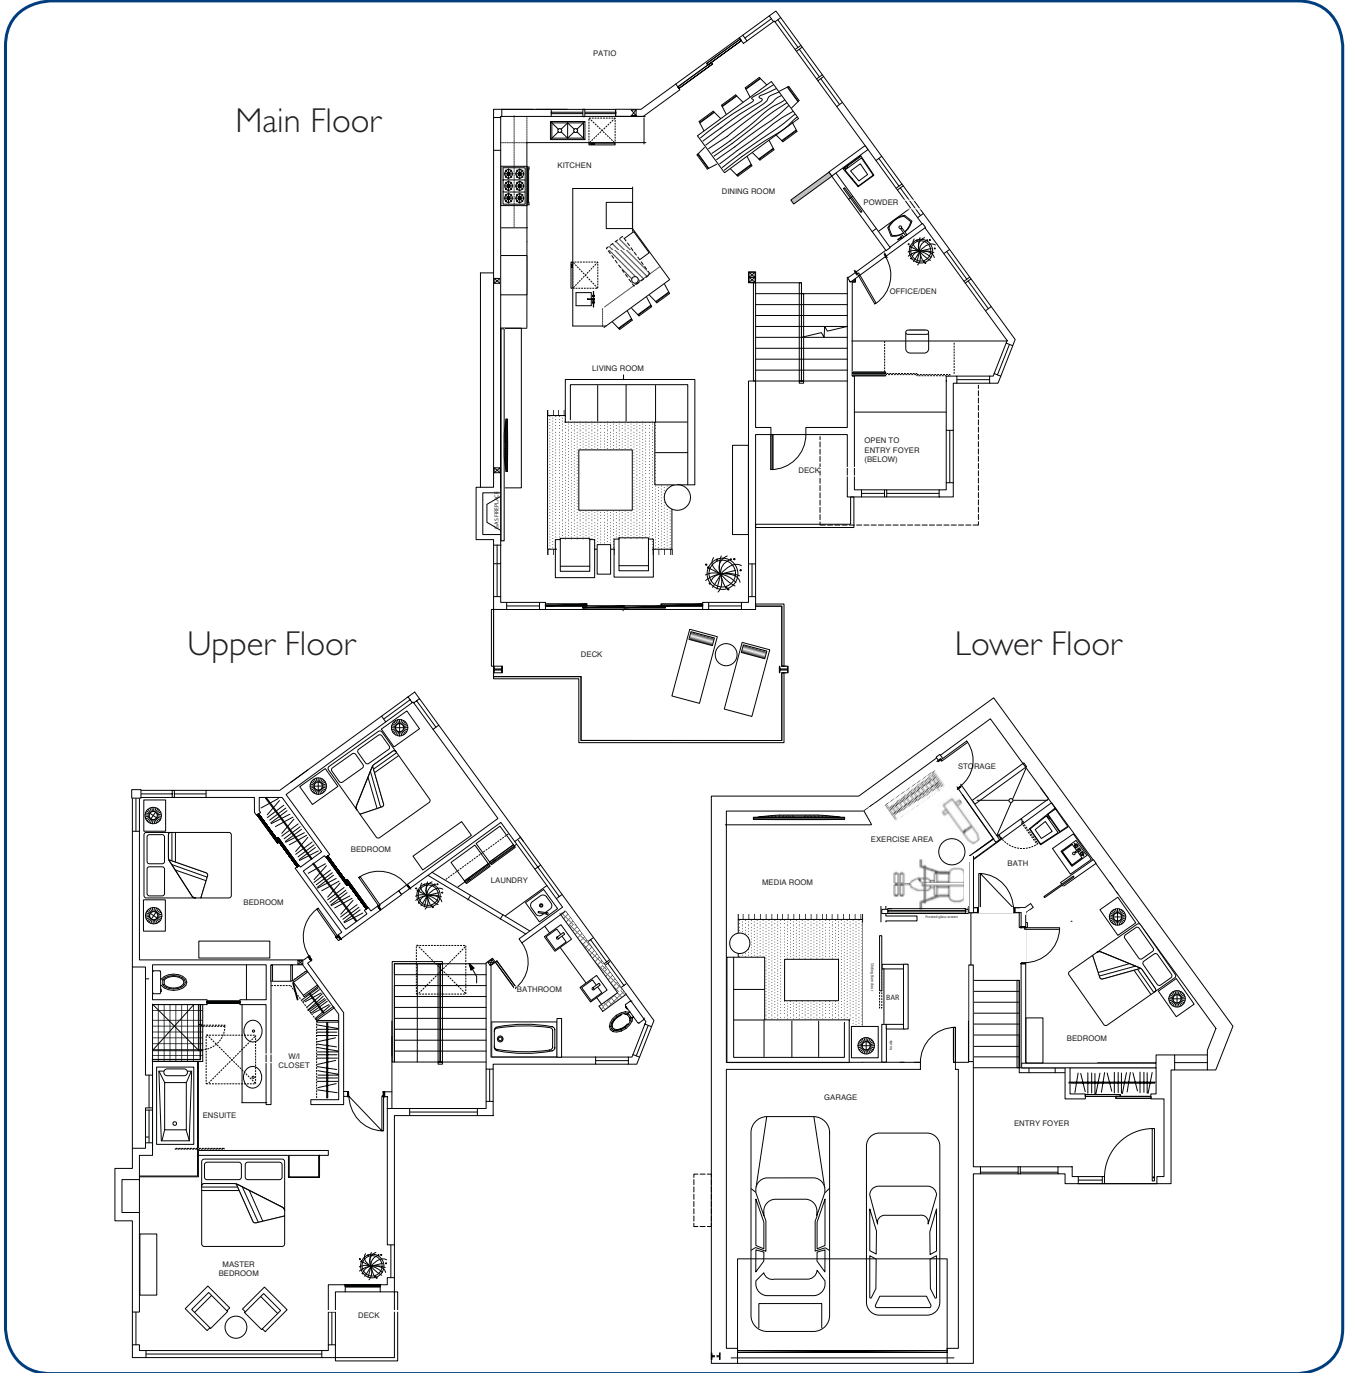 PATIO
Main Floor
KITCHEN
DINING ROOM
POWDER
OFFICE/DEN
LIVING ROOM
OPEN TO
ENTRY FOYER
(BELOW)
DECK
DECK
Upper Floor
BEDROOM
BEDROOM
LAUNDRY
BATHROOM
W/I
CLOSET
ENSUITE
MASTER
BEDROOM
DECK
Lower Floor
STORAGE
EXERCISE AREA
BATH
MEDIA ROOM
BAR
BEDROOM
GARAGE
ENTRY FOYER